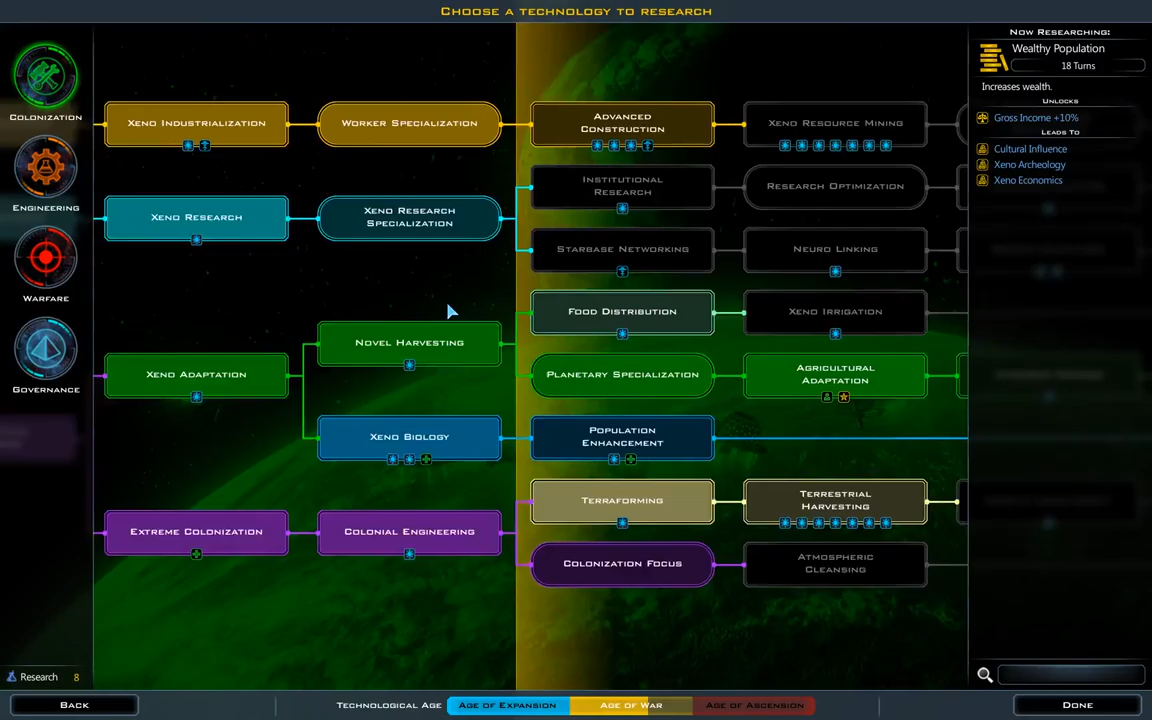 Choose a Technology to Research
Colonization
Engineering
Warfare
Governance
Research 8
Xeno Industrialization
Worker Specialization
Advanced
Construction
Xeno Resource Mining
Xeno Research
Xeno Research
Specialization
Institutional
Research
Research Optimization
Starbase Networking
Neuro Linking
Food Distribution
Xeno Irrigation
Novel Harvesting
Xeno Adaptation
Planetary Specialization
Agricultural
Adaptation
Xeno Biology
Population
Enhancement
Terraforming
Terrestrial
Harvesting
Extreme Colonization
Colonial Engineering
Colonization Focus
Atmospheric
Cleansing
Now Researching:
Wealthy Population
18 Turns
Increases wealth.
Unlocks
Gross Income +10%
Leads To
Cultural Influence
Xeno Archeology
Xeno Economics
Back
Technological Age
Age of Expansion
Age of War
Age of Ascension
Done